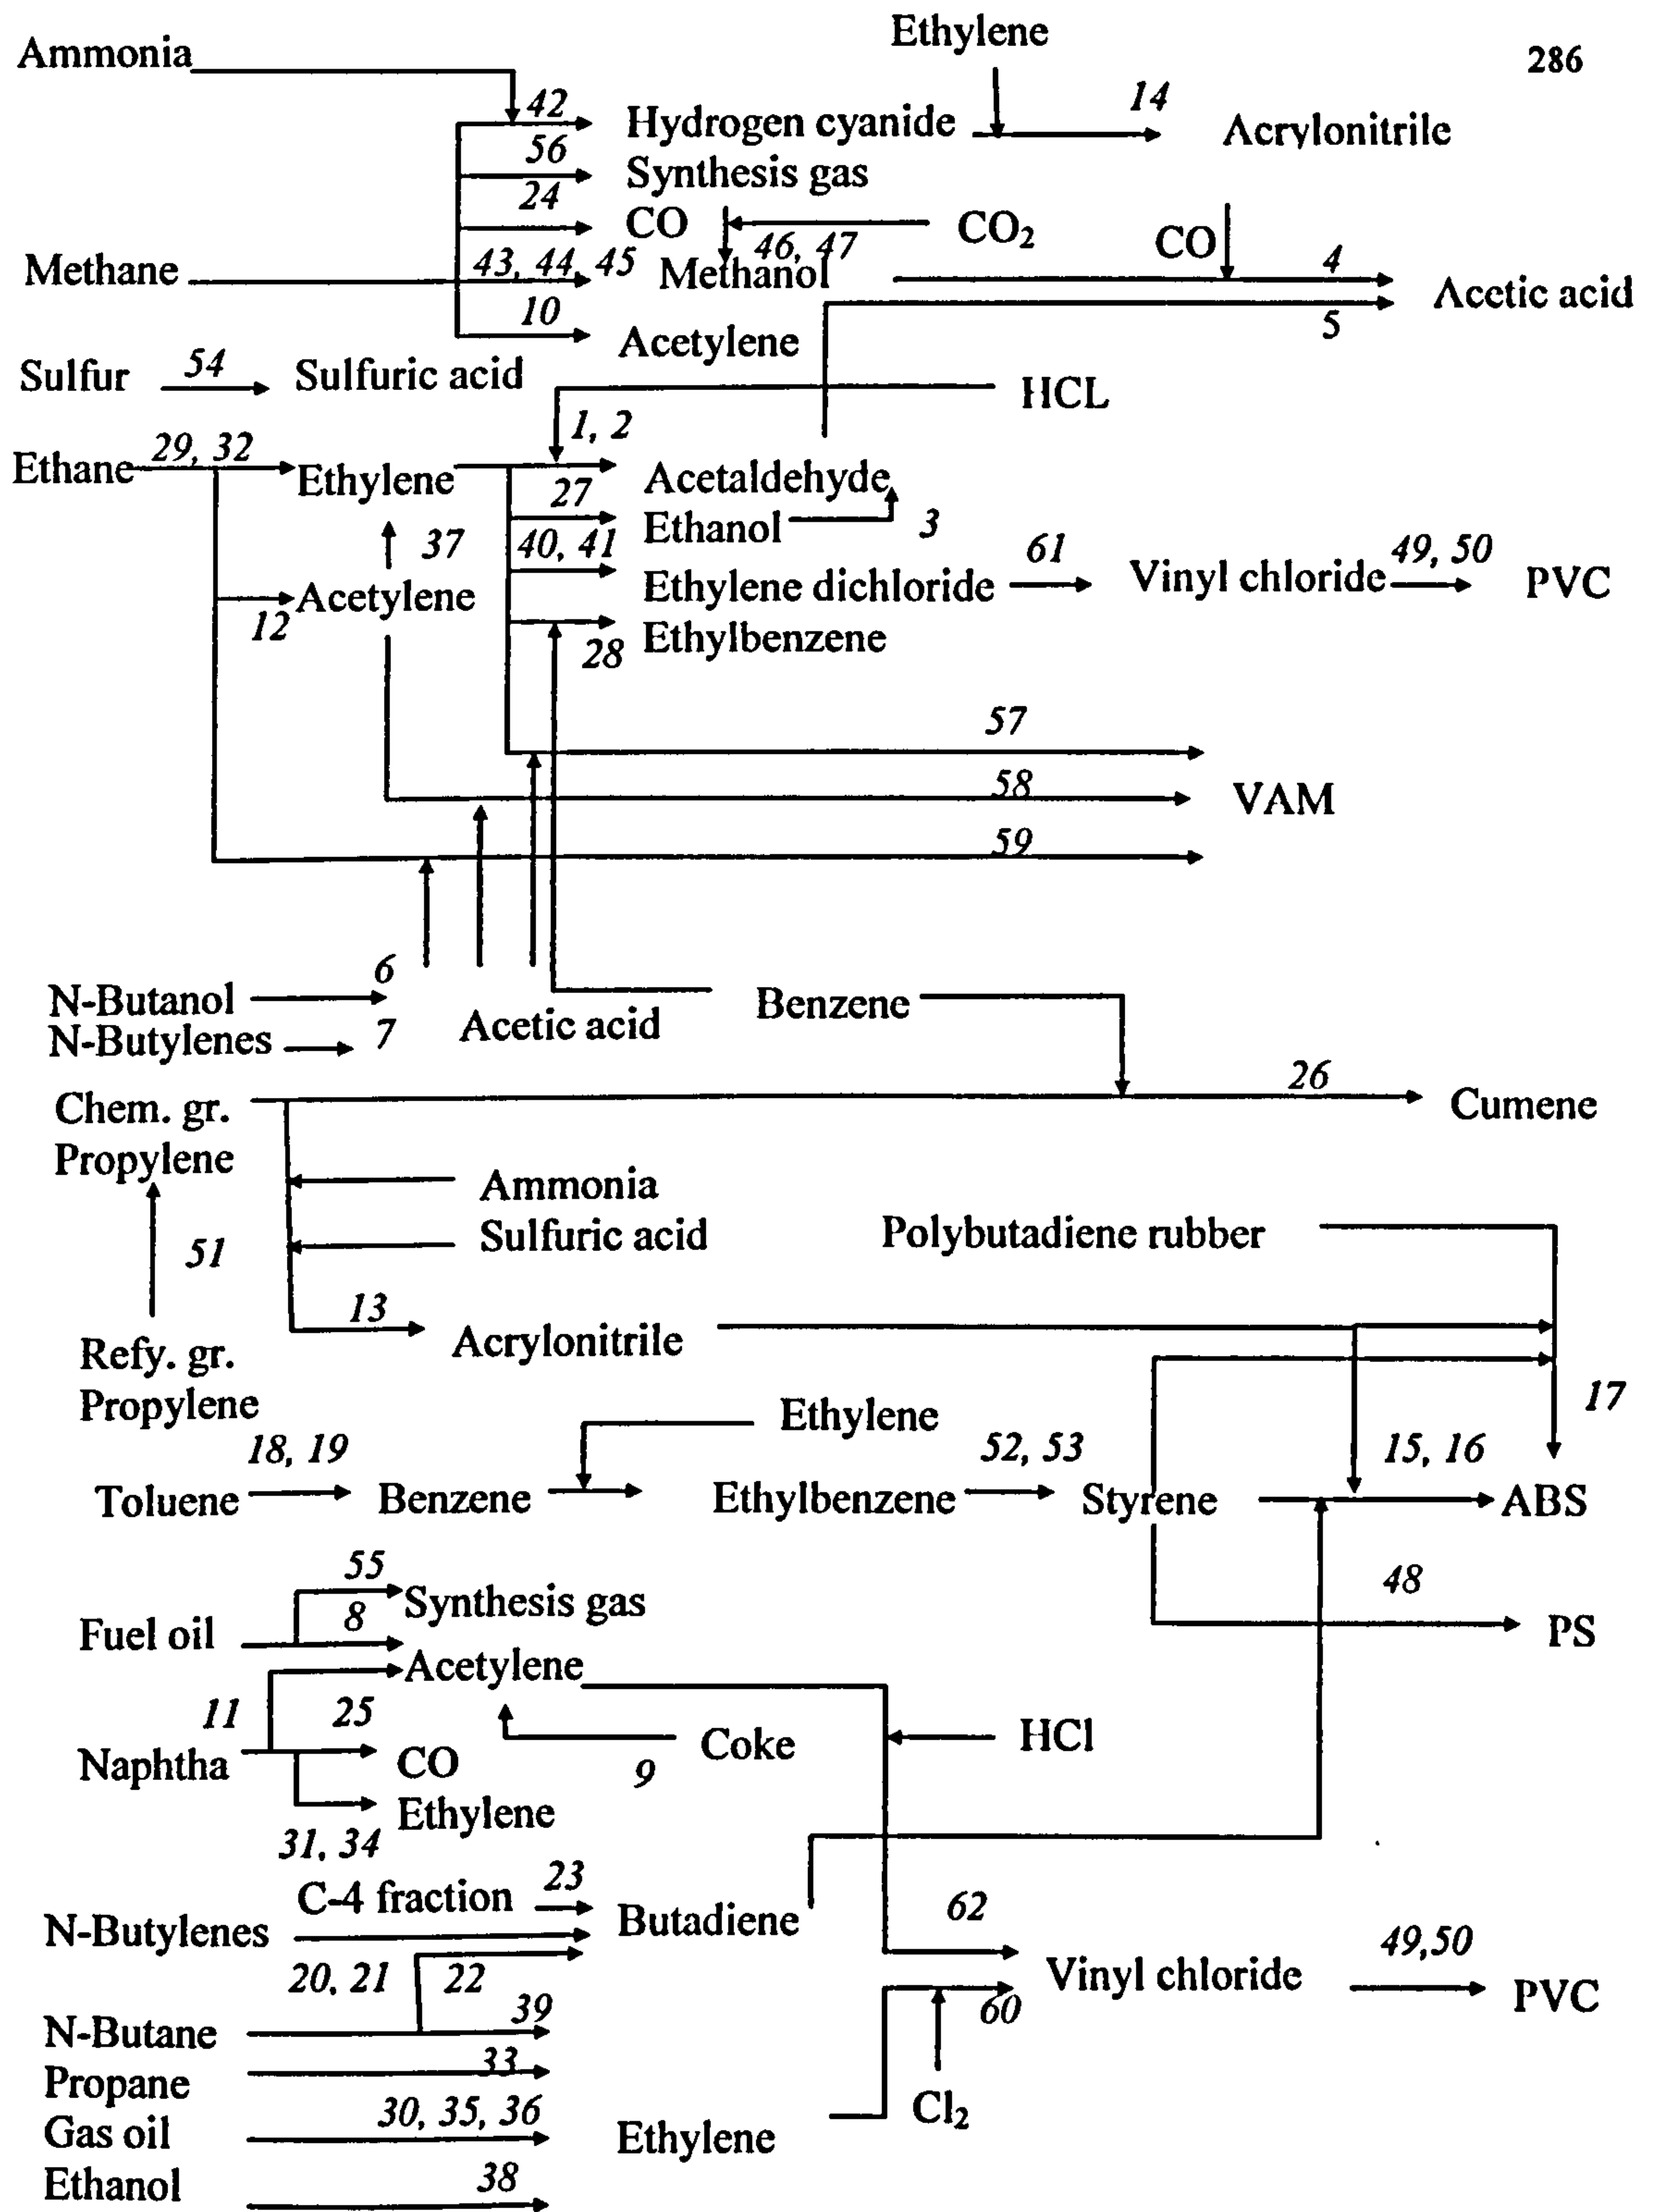 Ethylene
286
Ammonia
42
14
Hydrogen cyanide
Acrylonitrile
56
Synthesis gas
24
CO
CO₂
CO
46, 47
4
Methane
43, 44, 45
Methanol
Acetic acid
10
5
Acetylene
Sulfur
54
Sulfuric acid
HCL
1, 2
Ethane
29, 32
Ethylene
Acetaldehyde
27
Ethanol
3
37
40, 41
61
49, 50
Ethylene dichloride
Vinyl chloride
PVC
Acetylene
12
28
Ethylbenzene
57
58
VAM
59
6
N-Butanol
Benzene
N-Butylenes
7
Acetic acid
26
Chem. gr.
Propylene
Cumene
Ammonia
Sulfuric acid
Polybutadiene rubber
51
13
Acrylonitrile
Refy. gr.
Propylene
17
Ethylene
18, 19
52, 53
15, 16
Toluene
Benzene
Ethylbenzene
Styrene
ABS
55
Synthesis gas
48
8
Fuel oil
PS
Acetylene
11
25
Coke
HCl
Naphtha
CO
9
Ethylene
31, 34
C-4 fraction
23
N-Butylenes
Butadiene
62
49,50
20, 21
22
Vinyl chloride
PVC
39
60
N-Butane
33
Propane
30, 35, 36
Cl₂
Gas oil
Ethylene
38
Ethanol